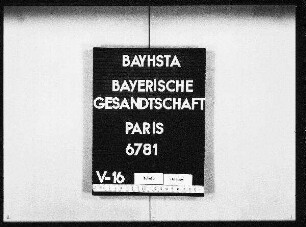 BAYHSTA
BAYERISCHE
GESANDTSCHAFT
PARIS
6781
V-16